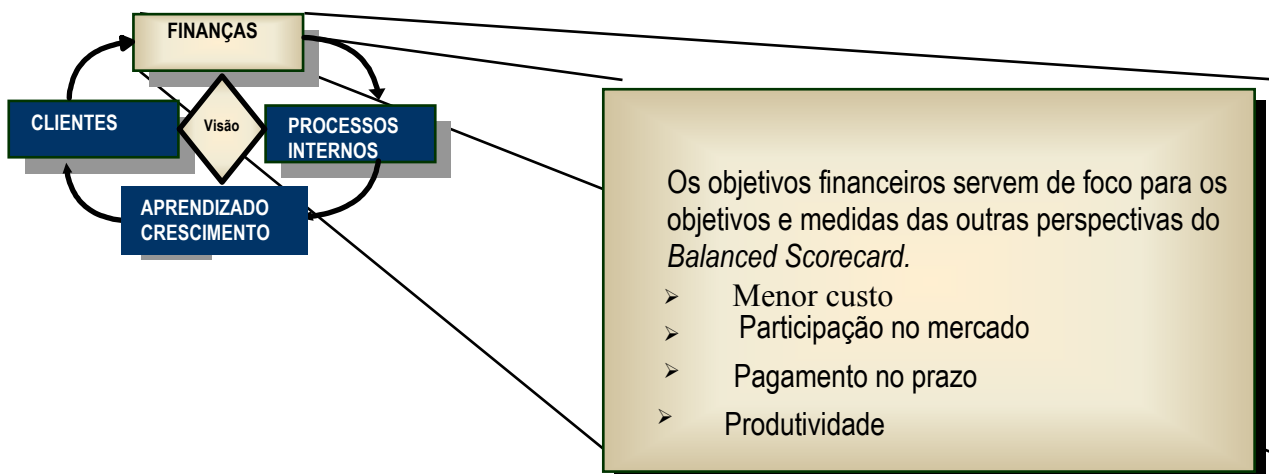 FINANÇAS
CLIENTES
Visão
PROCESSOS
INTERNOS
APRENDIZADO
CRESCIMENTO
Os objetivos financeiros servem de foco para os
objetivos e medidas das outras perspectivas do
Balanced Scorecard.
➢ Menor custo
➢ Participação no mercado
➢ Pagamento no prazo
➢ Produtividade